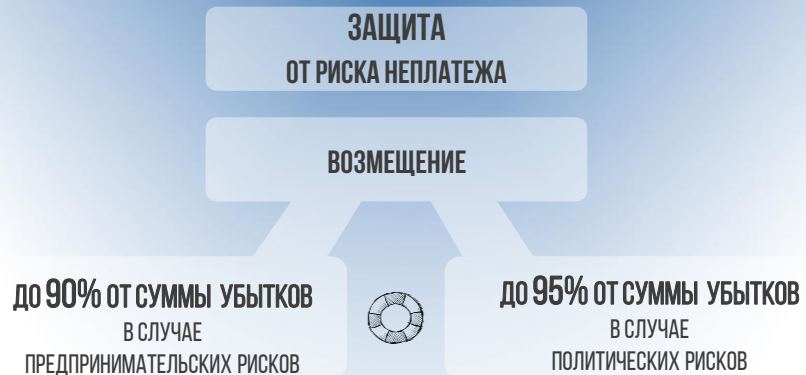 ЗАЩИТА
ОТ РИСКА НЕПЛАТЕЖА
ВОЗМЕЩЕНИЕ
ДО 90% ОТ СУММЫ УБЫТКОВ
В СЛУЧАЕ
ПРЕДПРИНИМАТЕЛЬСКИХ РИСКОВ
ДО 95% ОТ СУММЫ УБЫТКОВ
В СЛУЧАЕ
ПОЛИТИЧЕСКИХ РИСКОВ